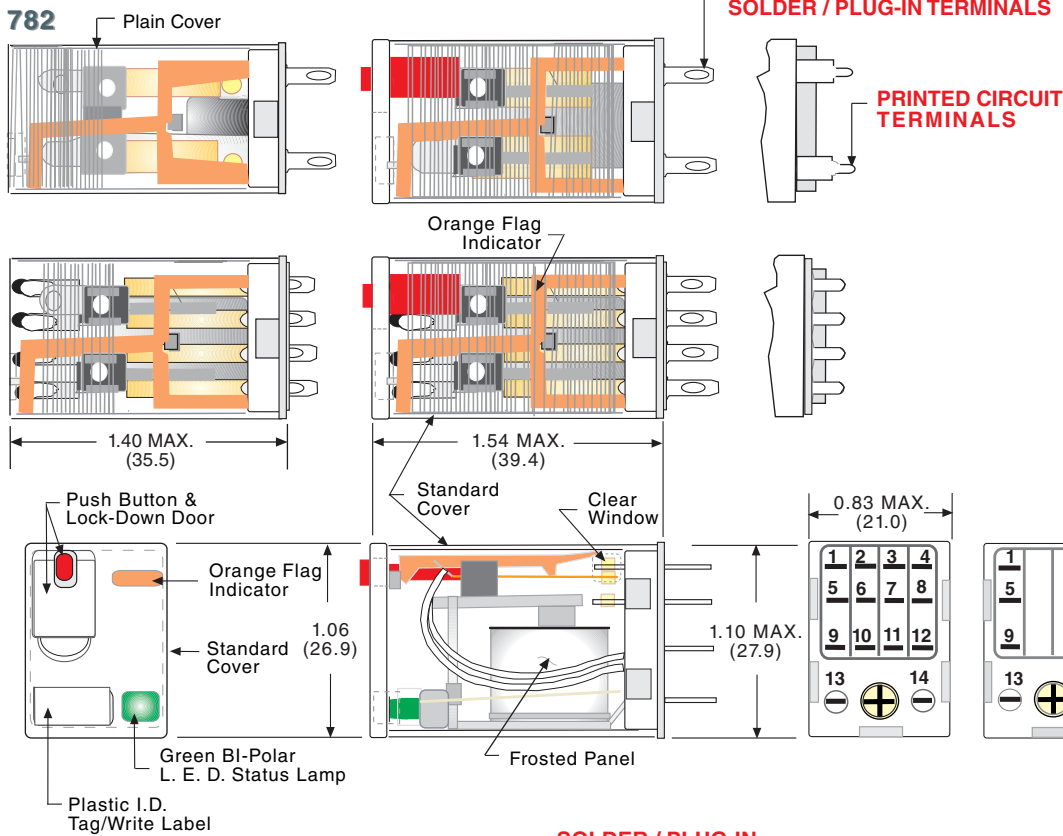 782
Plain Cover
SOLDER / PLUG-IN TERMINALS
PRINTED CIRCUIT
TERMINALS
Orange Flag
Indicator
1.40 MAX.
(35.5)
1.54 MAX.
(39.4)
Push Button &
Lock-Down Door
Standard
Cover
Clear
Window
0.83 MAX.
(21.0)
Orange Flag
Indicator
1.06
(26.9)
Standard
Cover
1.10 MAX.
(27.9)
1 2 3 4
5 6 7 8
9 10 11 12
13 14
1
5
9
13
Green BI-Polar
L. E. D. Status Lamp
Frosted Panel
Plastic I.D.
Tag/Write Label
SOLDER / PLUG-IN